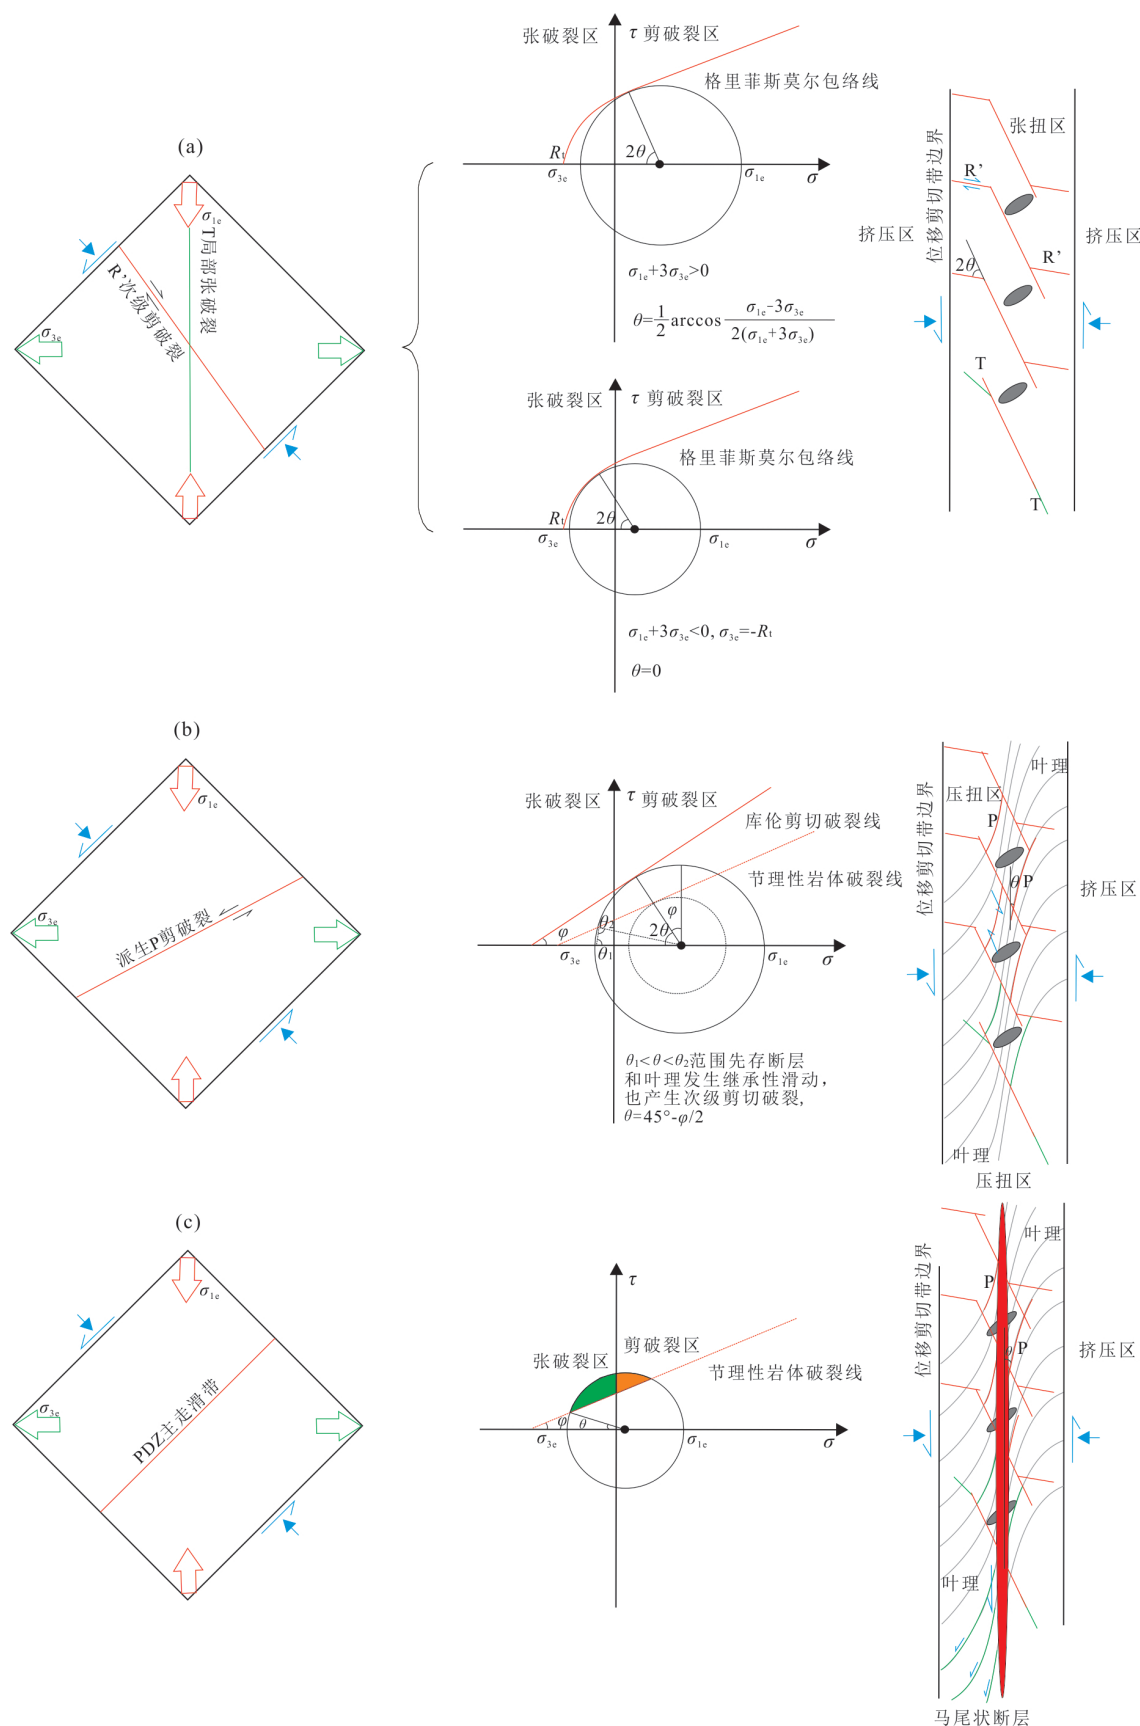 (a)
σ1e
T局部张破裂
R’次级剪破裂
σ3e
张破裂区
τ 剪破裂区
格里菲斯莫尔包络线
Rt
2θ
σ3e
σ1e
σ
σ1e+3σ3e>0
θ=1/2 arccos (σ1e-3σ3e)/(2(σ1e+3σ3e))
张破裂区
τ 剪破裂区
格里菲斯莫尔包络线
Rt
2θ
σ3e
σ1e
σ
σ1e+3σ3e<0, σ3e=-Rt
θ=0
位移剪切带边界
张扭区
R’
挤压区
挤压区
R’
2θ
T
T
(b)
σ1e
σ3e
派生P剪破裂
张破裂区
τ 剪破裂区
库伦剪切破裂线
节理性岩体破裂线
φ
φ
θ2
2θ
θ1
σ3e
σ1e
σ
θ1<θ<θ2范围先存断层
和叶理发生继承性滑动，
也产生次级剪切破裂,
θ=45°-φ/2
位移剪切带边界
叶理
压扭区
P
θ
P
挤压区
叶理
压扭区
(c)
σ1e
σ3e
PDZ主走滑带
τ
张破裂区
剪破裂区
节理性岩体破裂线
φ
θ
σ3e
σ1e
σ
位移剪切带边界
叶理
P
θ
P
挤压区
叶理
马尾状断层